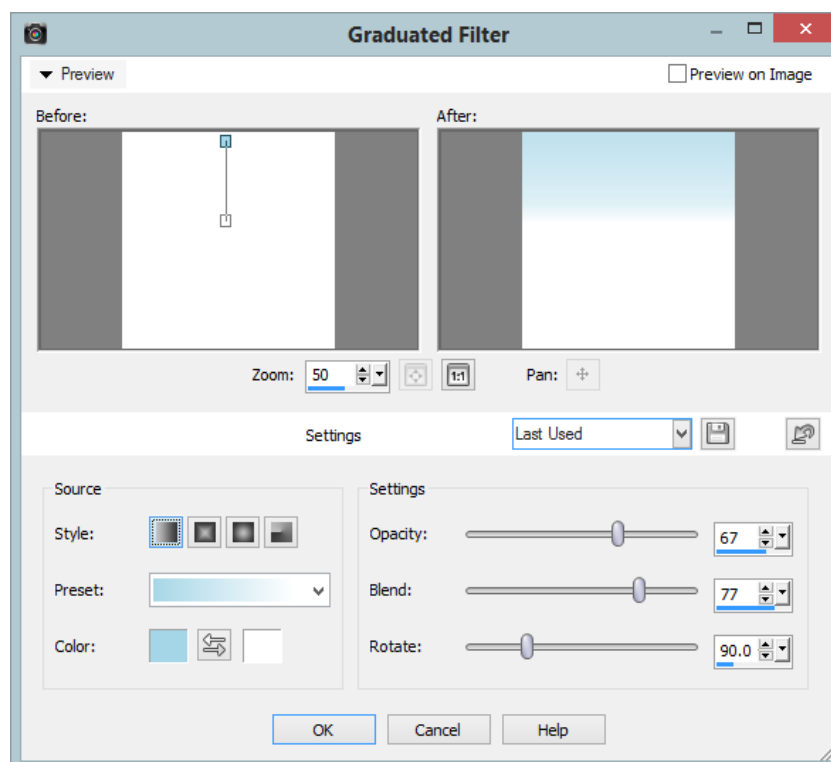 Graduated Filter
Preview
Preview on Image
Before:
After:
Zoom: 50
1:1
Pan:
Settings
Last Used
Source
Style:
Preset:
Color:
Settings
Opacity: 67
Blend: 77
Rotate: 90.0
OK
Cancel
Help